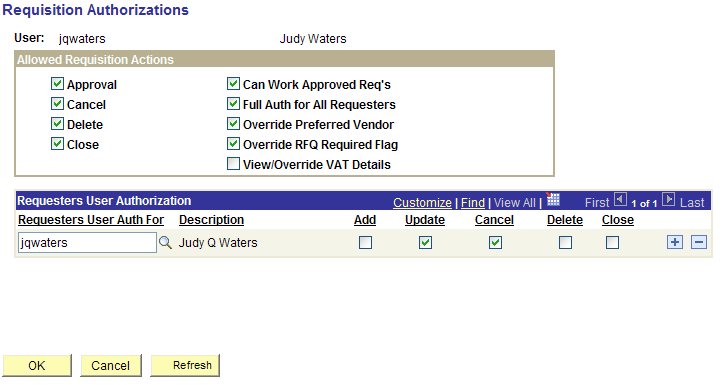 Requisition Authorizations
User: jqwaters Judy Waters
Allowed Requisition Actions
Approval Can Work Approved Req's
Cancel Full Auth for All Requesters
Delete Override Preferred Vendor
Close Override RFQ Required Flag
View/Override VAT Details
Requesters User Authorization Customize | Find | View All | First 1 of 1 Last
Requesters User Auth For Description Add Update Cancel Delete Close
jqwaters Judy Q Waters
OK Cancel Refresh